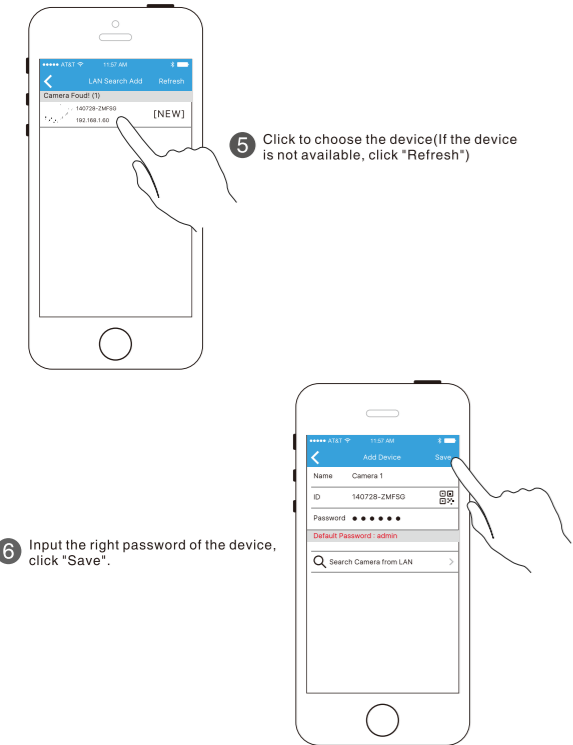 AT&T 11:57 AM
LAN Search Add Refresh
Camera Foud! (1)
140728-ZMFSG
[NEW]
192.168.1.60
5 Click to choose the device(If the device
is not available, click "Refresh")
AT&T 11:57 AM
Add Device Save
Name Camera 1
ID 140728-ZMFSG
Password ● ● ● ● ● ●
Default Password : admin
Search Camera from LAN
6 Input the right password of the device,
click "Save".